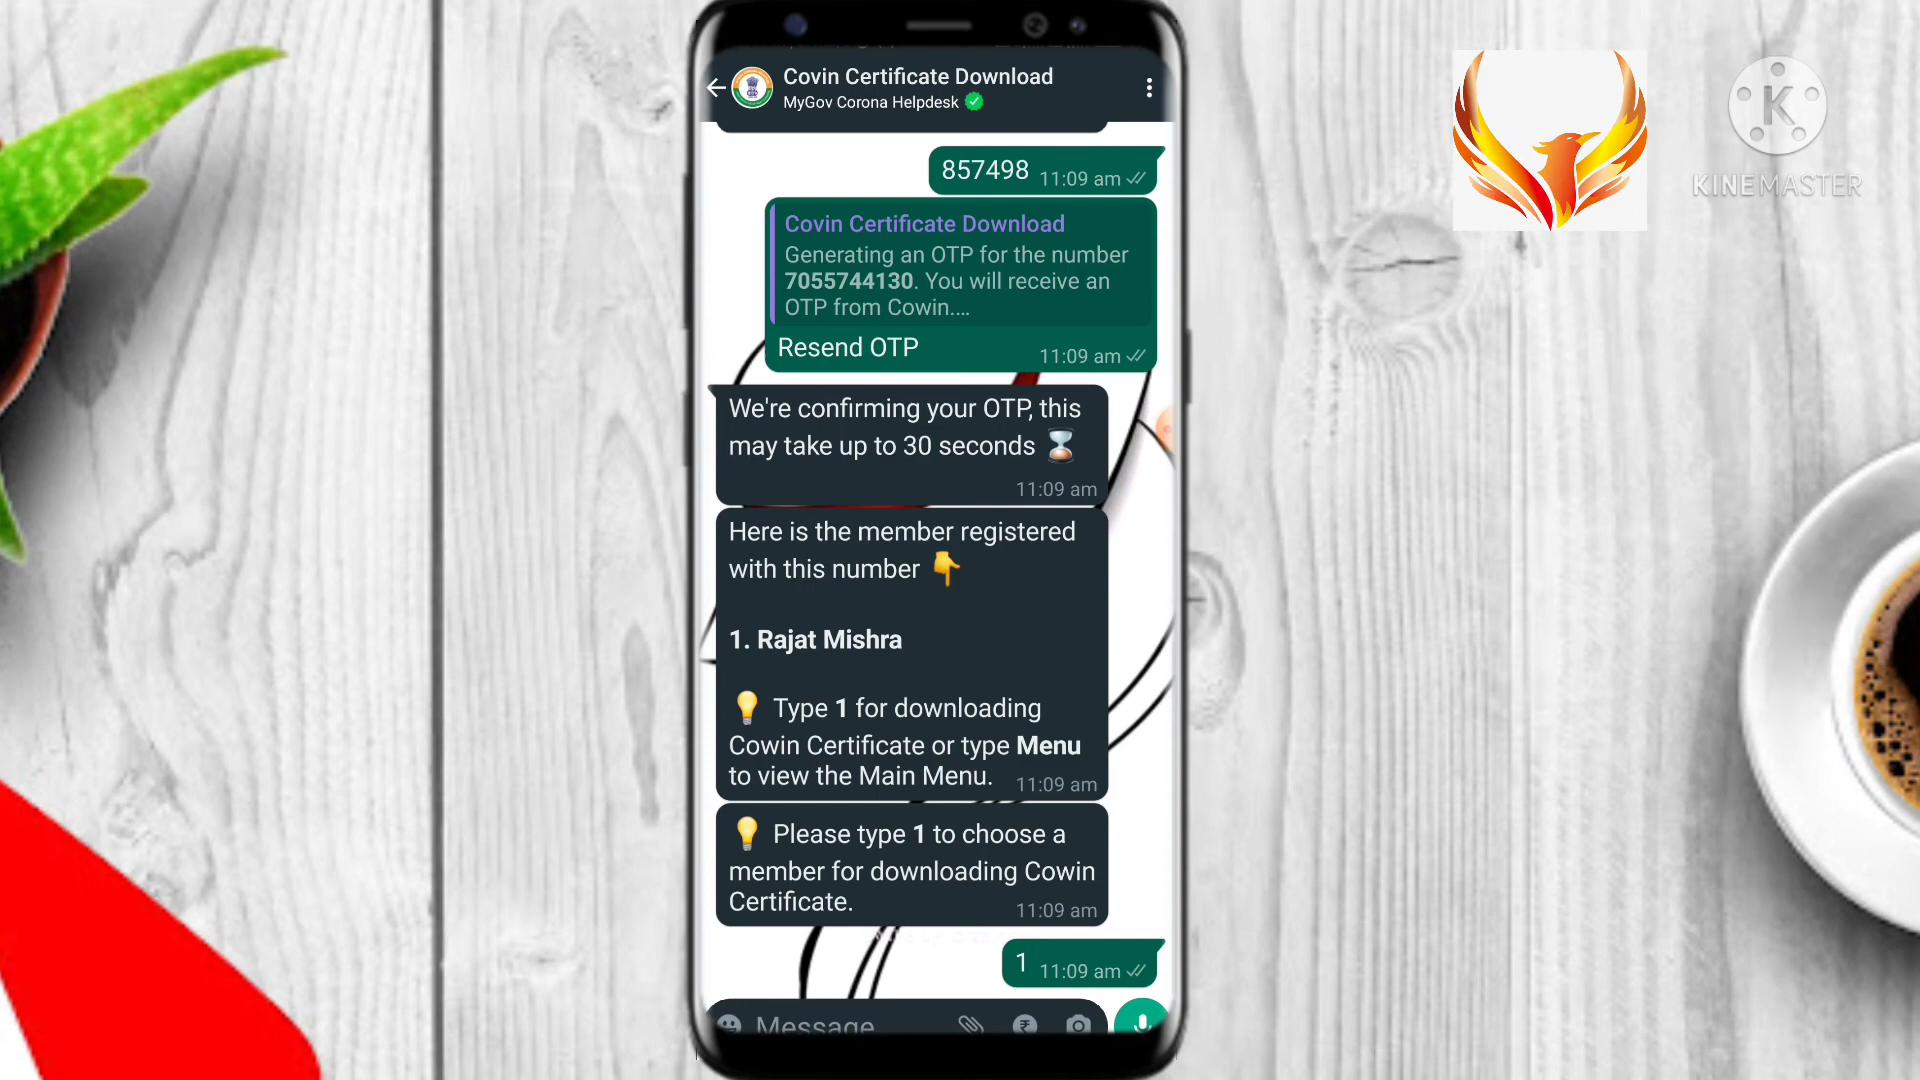 Covin Certificate Download
MyGov Corona Helpdesk
857498 11:09 am
Covin Certificate Download
Generating an OTP for the number
7055744130. You will receive an
OTP from Cowin....
Resend OTP 11:09 am
We're confirming your OTP, this
may take up to 30 seconds ⏳
11:09 am
Here is the member registered
with this number 👇
1. Rajat Mishra
💡 Type 1 for downloading
Cowin Certificate or type Menu
to view the Main Menu. 11:09 am
💡 Please type 1 to choose a
member for downloading Cowin
Certificate. 11:09 am
1 11:09 am
Message
K
KINEMASTER